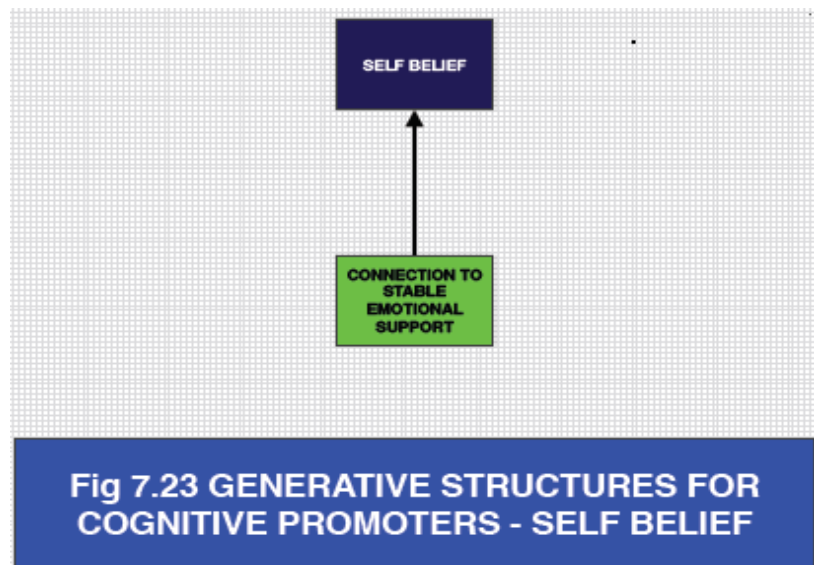 SELF BELIEF
CONNECTION TO
STABLE
EMOTIONAL
SUPPORT
Fig 7.23 GENERATIVE STRUCTURES FOR
COGNITIVE PROMOTERS - SELF BELIEF